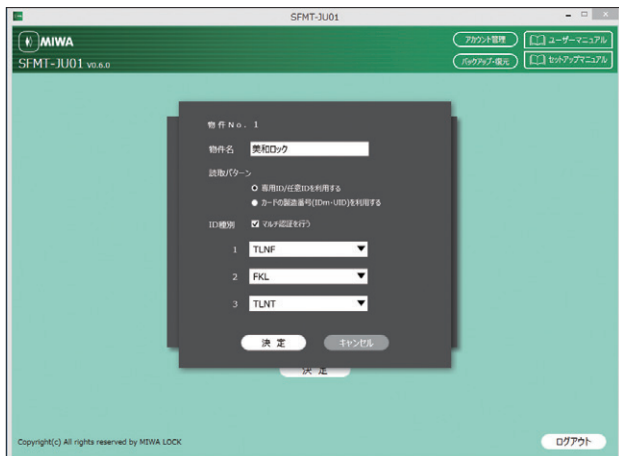 SFMT-JU01
MIWA
SFMT-JU01 V0.6.0
アカウント管理
ユーザーマニュアル
バックアップ・復元
セットアップマニュアル
物件No. 1
物件名 美和ロック
読取パターン
専用ID/任意IDを利用する
カードの製造番号(IDm・UID)を利用する
ID種別 マルチ認証を行う
1 TLNF
2 FKL
3 TLNT
決 定 キャンセル
決 定
Copyright(c) All rights reserved by MIWA LOCK
ログアウト